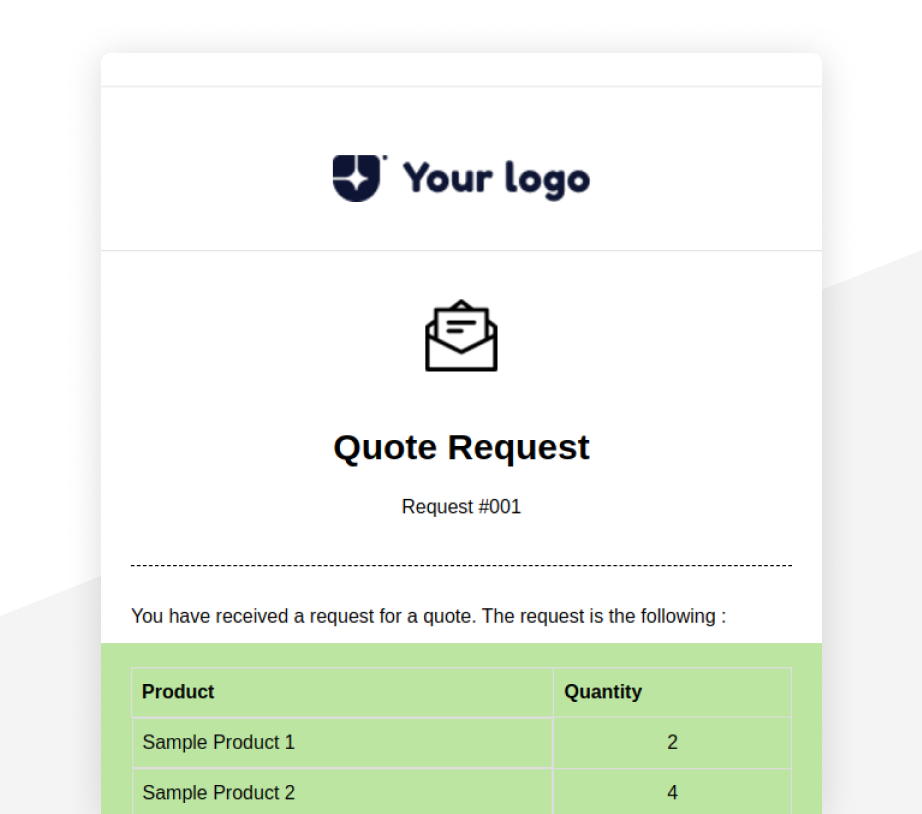 Your logo
Quote Request
Request #001
You have received a request for a quote. The request is the following :
Product Quantity
Sample Product 1 2
Sample Product 2 4